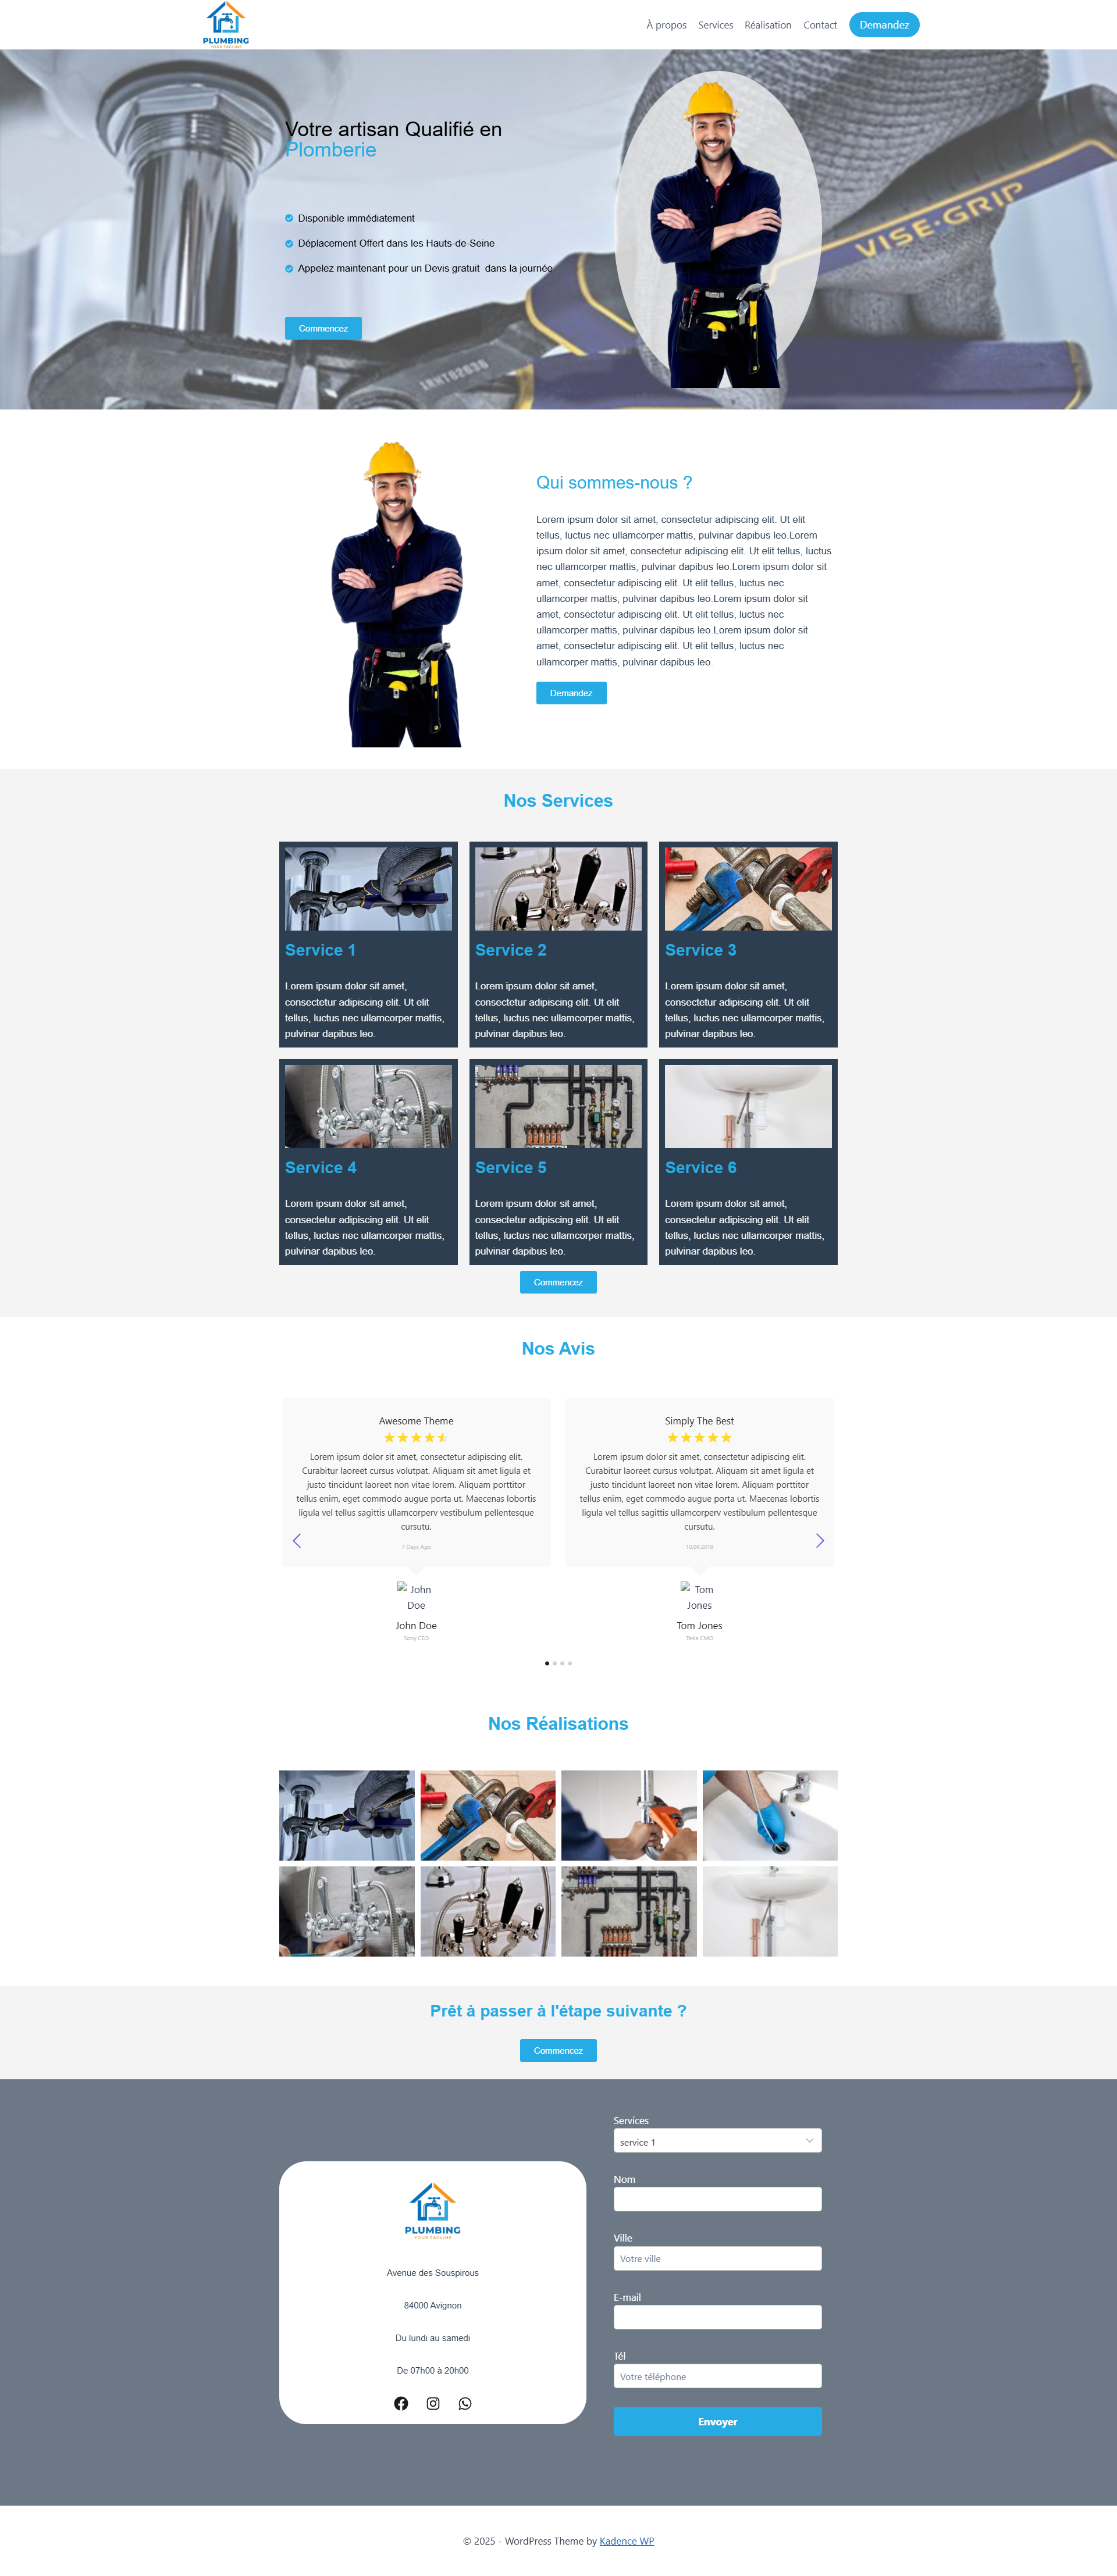 PLUMBING
YOUR TAGLINE
À propos
Services
Réalisation
Contact
Demandez
Votre artisan Qualifié en
Plomberie
Disponible immédiatement
Déplacement Offert dans les Hauts-de-Seine
Appelez maintenant pour un Devis gratuit dans la journée
Commencez
VISE-GRIP
Qui sommes-nous ?
Lorem ipsum dolor sit amet, consectetur adipiscing elit. Ut elit
tellus, luctus nec ullamcorper mattis, pulvinar dapibus leo.Lorem
ipsum dolor sit amet, consectetur adipiscing elit. Ut elit tellus, luctus
nec ullamcorper mattis, pulvinar dapibus leo.Lorem ipsum dolor sit
amet, consectetur adipiscing elit. Ut elit tellus, luctus nec
ullamcorper mattis, pulvinar dapibus leo.Lorem ipsum dolor sit
amet, consectetur adipiscing elit. Ut elit tellus, luctus nec
ullamcorper mattis, pulvinar dapibus leo.Lorem ipsum dolor sit
amet, consectetur adipiscing elit. Ut elit tellus, luctus nec
ullamcorper mattis, pulvinar dapibus leo.
Demandez
Nos Services
Service 1
Lorem ipsum dolor sit amet,
consectetur adipiscing elit. Ut elit
tellus, luctus nec ullamcorper mattis,
pulvinar dapibus leo.
Service 2
Lorem ipsum dolor sit amet,
consectetur adipiscing elit. Ut elit
tellus, luctus nec ullamcorper mattis,
pulvinar dapibus leo.
Service 3
Lorem ipsum dolor sit amet,
consectetur adipiscing elit. Ut elit
tellus, luctus nec ullamcorper mattis,
pulvinar dapibus leo.
Service 4
Lorem ipsum dolor sit amet,
consectetur adipiscing elit. Ut elit
tellus, luctus nec ullamcorper mattis,
pulvinar dapibus leo.
Service 5
Lorem ipsum dolor sit amet,
consectetur adipiscing elit. Ut elit
tellus, luctus nec ullamcorper mattis,
pulvinar dapibus leo.
Service 6
Lorem ipsum dolor sit amet,
consectetur adipiscing elit. Ut elit
tellus, luctus nec ullamcorper mattis,
pulvinar dapibus leo.
Commencez
Nos Avis
Awesome Theme
Lorem ipsum dolor sit amet, consectetur adipiscing elit.
Curabitur laoreet cursus volutpat. Aliquam sit amet ligula et
justo tincidunt laoreet non vitae lorem. Aliquam porttitor
tellus enim, eget commodo augue porta ut. Maecenas lobortis
ligula vel tellus sagittis ullamcorperv vestibulum pellentesque
cursutu.
7 Days Ago
John
Doe
John Doe
Sony CEO
Simply The Best
Lorem ipsum dolor sit amet, consectetur adipiscing elit.
Curabitur laoreet cursus volutpat. Aliquam sit amet ligula et
justo tincidunt laoreet non vitae lorem. Aliquam porttitor
tellus enim, eget commodo augue porta ut. Maecenas lobortis
ligula vel tellus sagittis ullamcorperv vestibulum pellentesque
cursutu.
10.04.2018
Tom
Jones
Tom Jones
Tesla CMO
Nos Réalisations
Prêt à passer à l'étape suivante ?
Commencez
PLUMBING
YOUR TAGLINE
Avenue des Souspirous
84000 Avignon
Du lundi au samedi
De 07h00 à 20h00
Services
service 1
Nom
Ville
Votre ville
E-mail
Tél
Votre téléphone
Envoyer
© 2025 - WordPress Theme by Kadence WP